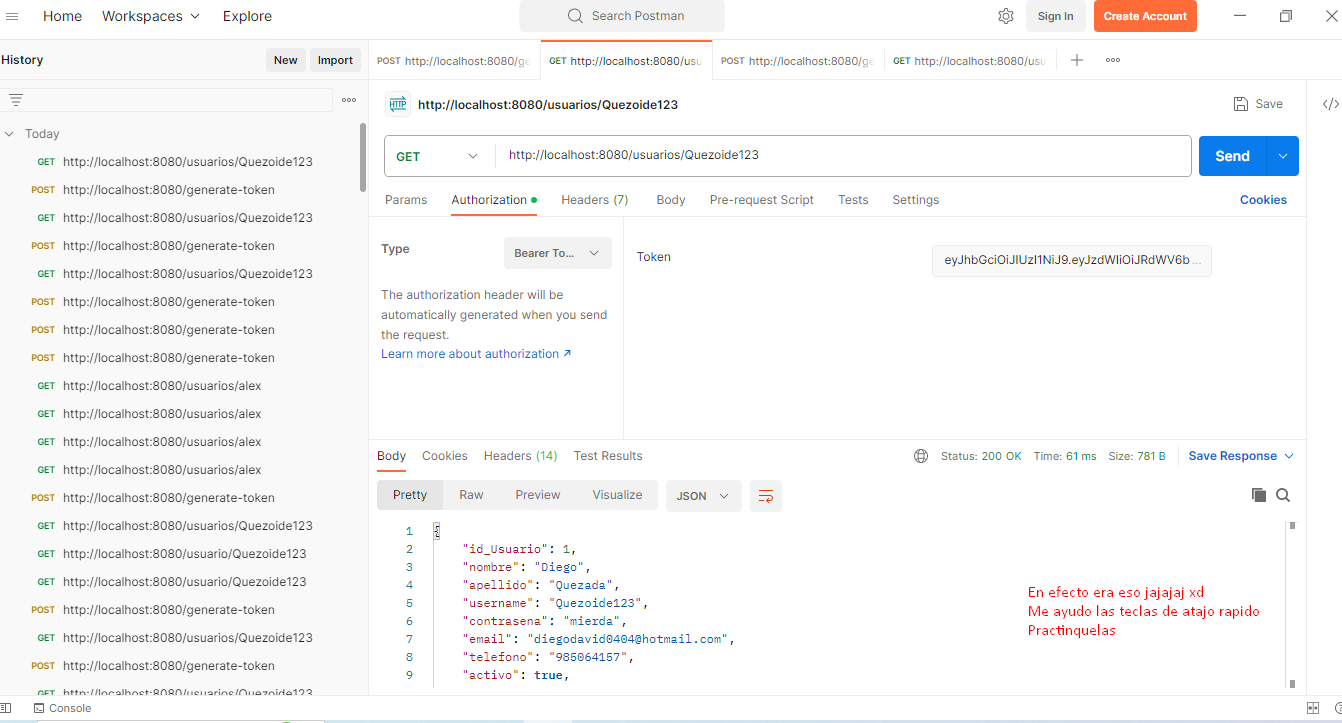 Home Workspaces Explore Search Postman Sign In Create Account
History New Import POST http://localhost:8080/ge GET http://localhost:8080/usu POST http://localhost:8080/ge GET http://localhost:8080/usu
HTTP http://localhost:8080/usuarios/Quezoide123 Save
Today
GET http://localhost:8080/usuarios/Quezoide123
POST http://localhost:8080/generate-token
GET http://localhost:8080/usuarios/Quezoide123
POST http://localhost:8080/generate-token
GET http://localhost:8080/usuarios/Quezoide123
POST http://localhost:8080/generate-token
POST http://localhost:8080/generate-token
POST http://localhost:8080/generate-token
GET http://localhost:8080/usuarios/alex
GET http://localhost:8080/usuarios/alex
GET http://localhost:8080/usuarios/alex
GET http://localhost:8080/usuarios/alex
POST http://localhost:8080/generate-token
GET http://localhost:8080/usuarios/Quezoide123
GET http://localhost:8080/usuario/Quezoide123
GET http://localhost:8080/usuario/Quezoide123
POST http://localhost:8080/generate-token
GET http://localhost:8080/usuarios/Quezoide123
POST http://localhost:8080/generate-token
GET http://localhost:8080/usuarios/Quezoide123
GET http://localhost:8080/usuarios/Quezoide123 Send
Params Authorization Headers (7) Body Pre-request Script Tests Settings Cookies
Type Bearer To...
The authorization header will be
automatically generated when you send
the request.
Learn more about authorization ↗
Token eyJhbGciOiJIUzI1NiJ9.eyJzdWIiOiJRdWV6b...
Body Cookies Headers (14) Test Results Status: 200 OK Time: 61 ms Size: 781 B Save Response
Pretty Raw Preview Visualize JSON
1 {
2 "id_Usuario": 1,
3 "nombre": "Diego",
4 "apellido": "Quezada",
5 "username": "Quezoide123",
6 "contrasena": "mierda",
7 "email": "diegodavid0404@hotmail.com",
8 "telefono": "985064157",
9 "activo": true,
En efecto era eso jajajaj xd
Me ayudo las teclas de atajo rapido
Practinquelas
Console